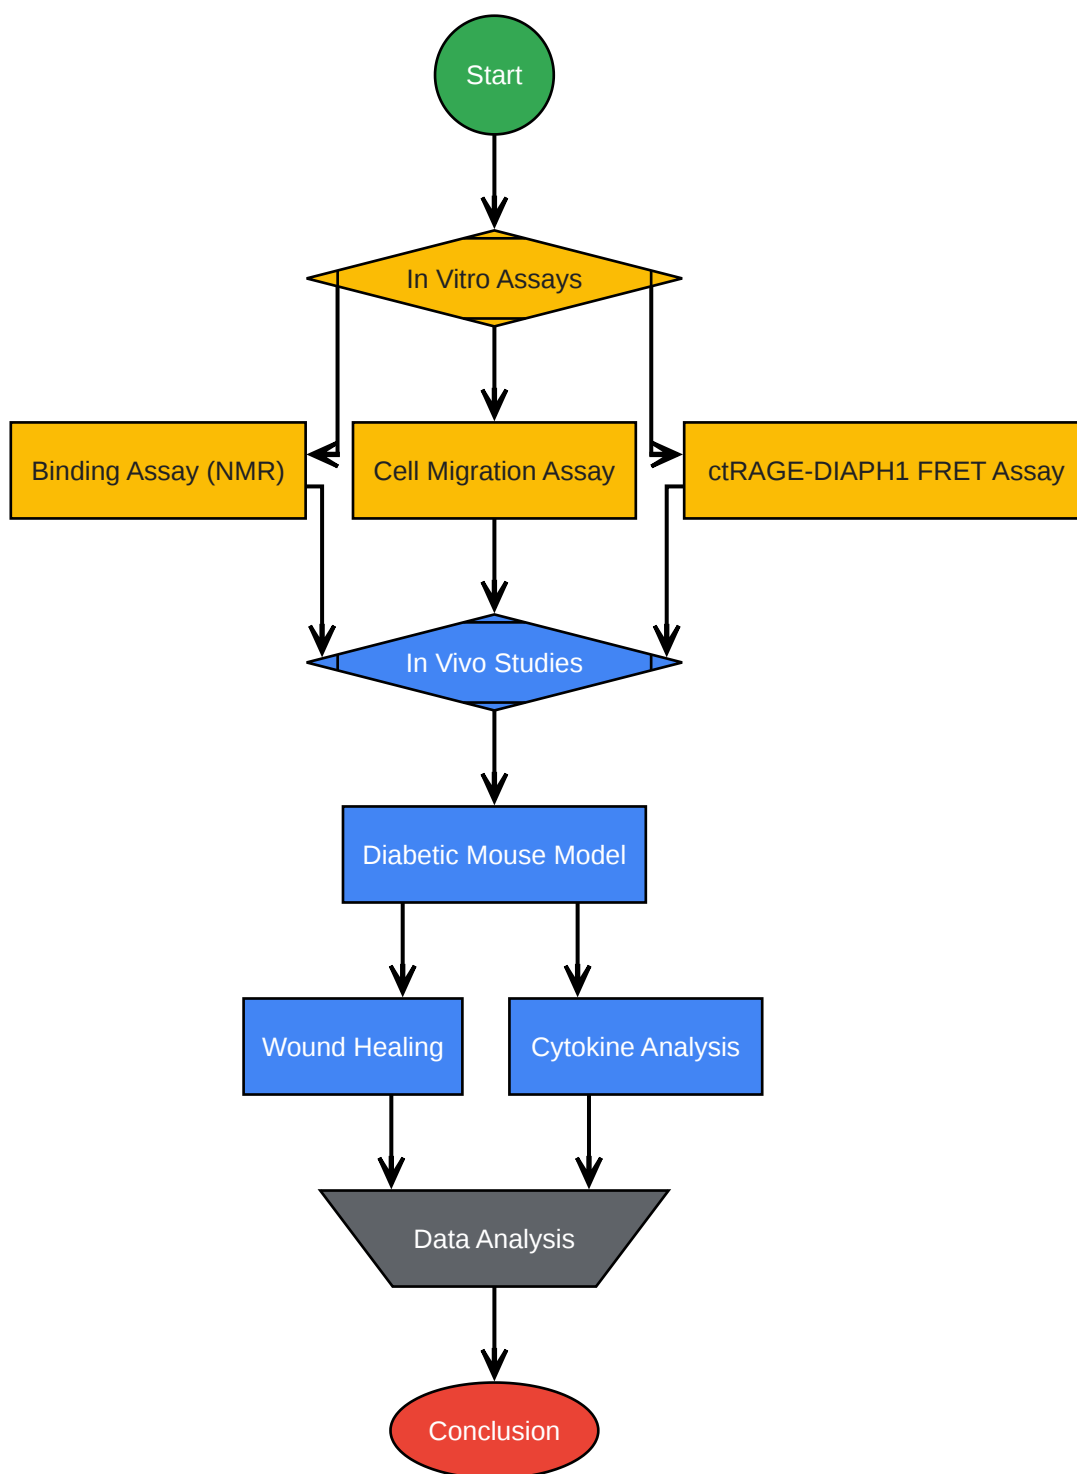 Start
In Vitro Assays
Binding Assay (NMR)
Cell Migration Assay
ctRAGE-DIAPH1 FRET Assay
In Vivo Studies
Diabetic Mouse Model
Wound Healing
Cytokine Analysis
Data Analysis
Conclusion